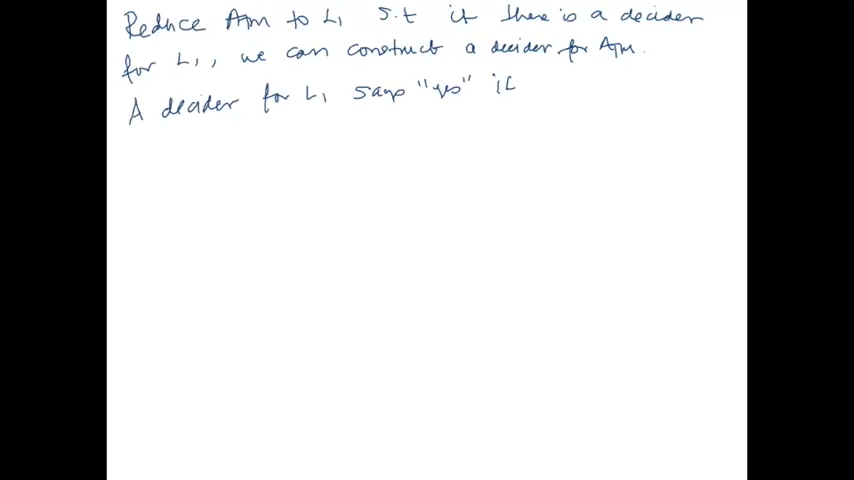 Reduce ATM to L1 s.t if there is a decider
for L1, we can construct a decider for ATM.
A decider for L1 says "yes" if